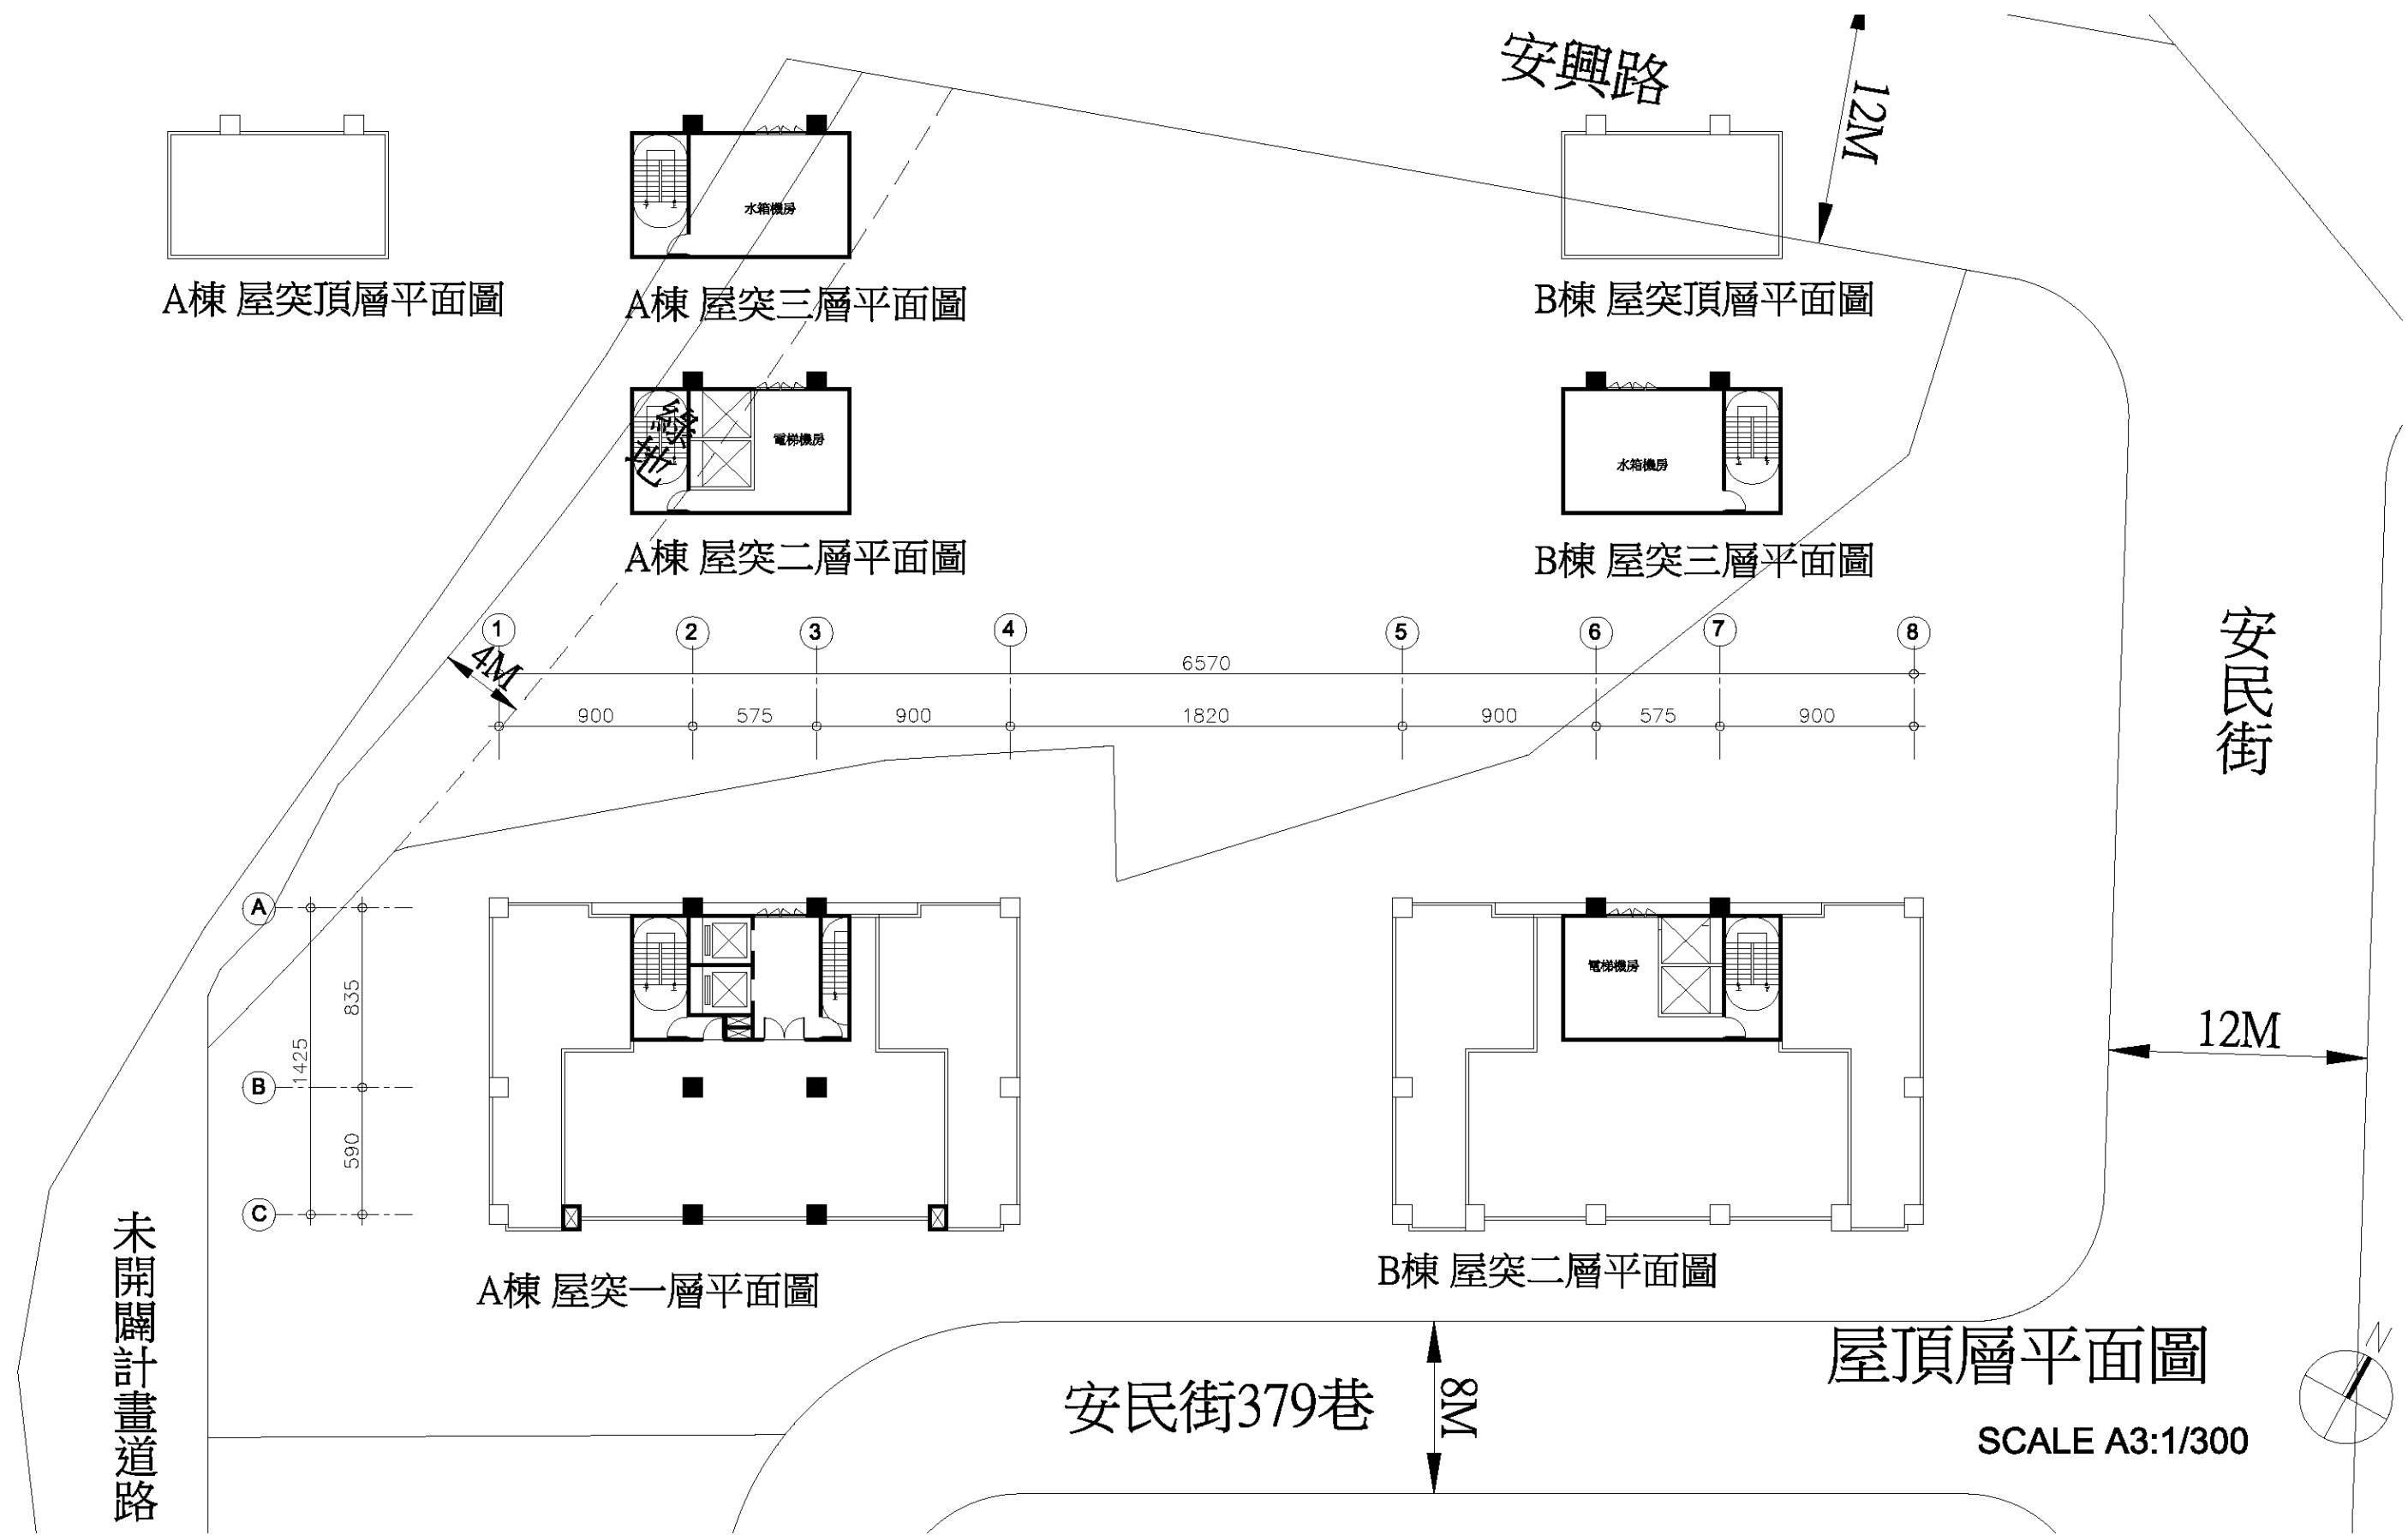 安興路
12M
水箱機房
A棟 屋突頂層平面圖
A棟 屋突三層平面圖
B棟 屋突頂層平面圖
綠地
電梯機房
水箱機房
A棟 屋突二層平面圖
B棟 屋突三層平面圖
1 2 3 4 5 6 7 8
4M
6570
900 575 900 1820 900 575 900
安民街
A
B
C
835
1425
590
電梯機房
12M
未開闢計畫道路
A棟 屋突一層平面圖
B棟 屋突二層平面圖
安民街379巷
8M
屋頂層平面圖
N
SCALE A3:1/300